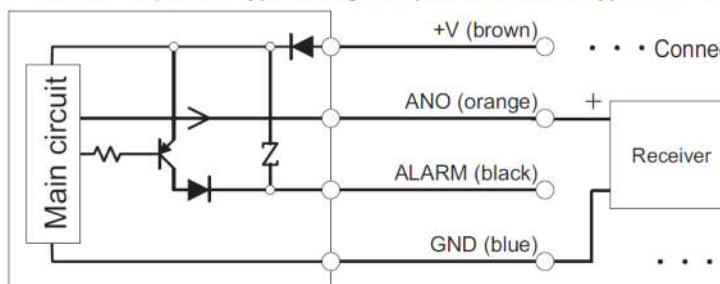 +V (brown)
Connec
ANO (orange)
+
Main circuit
Receiver
ALARM (black)
GND (blue)